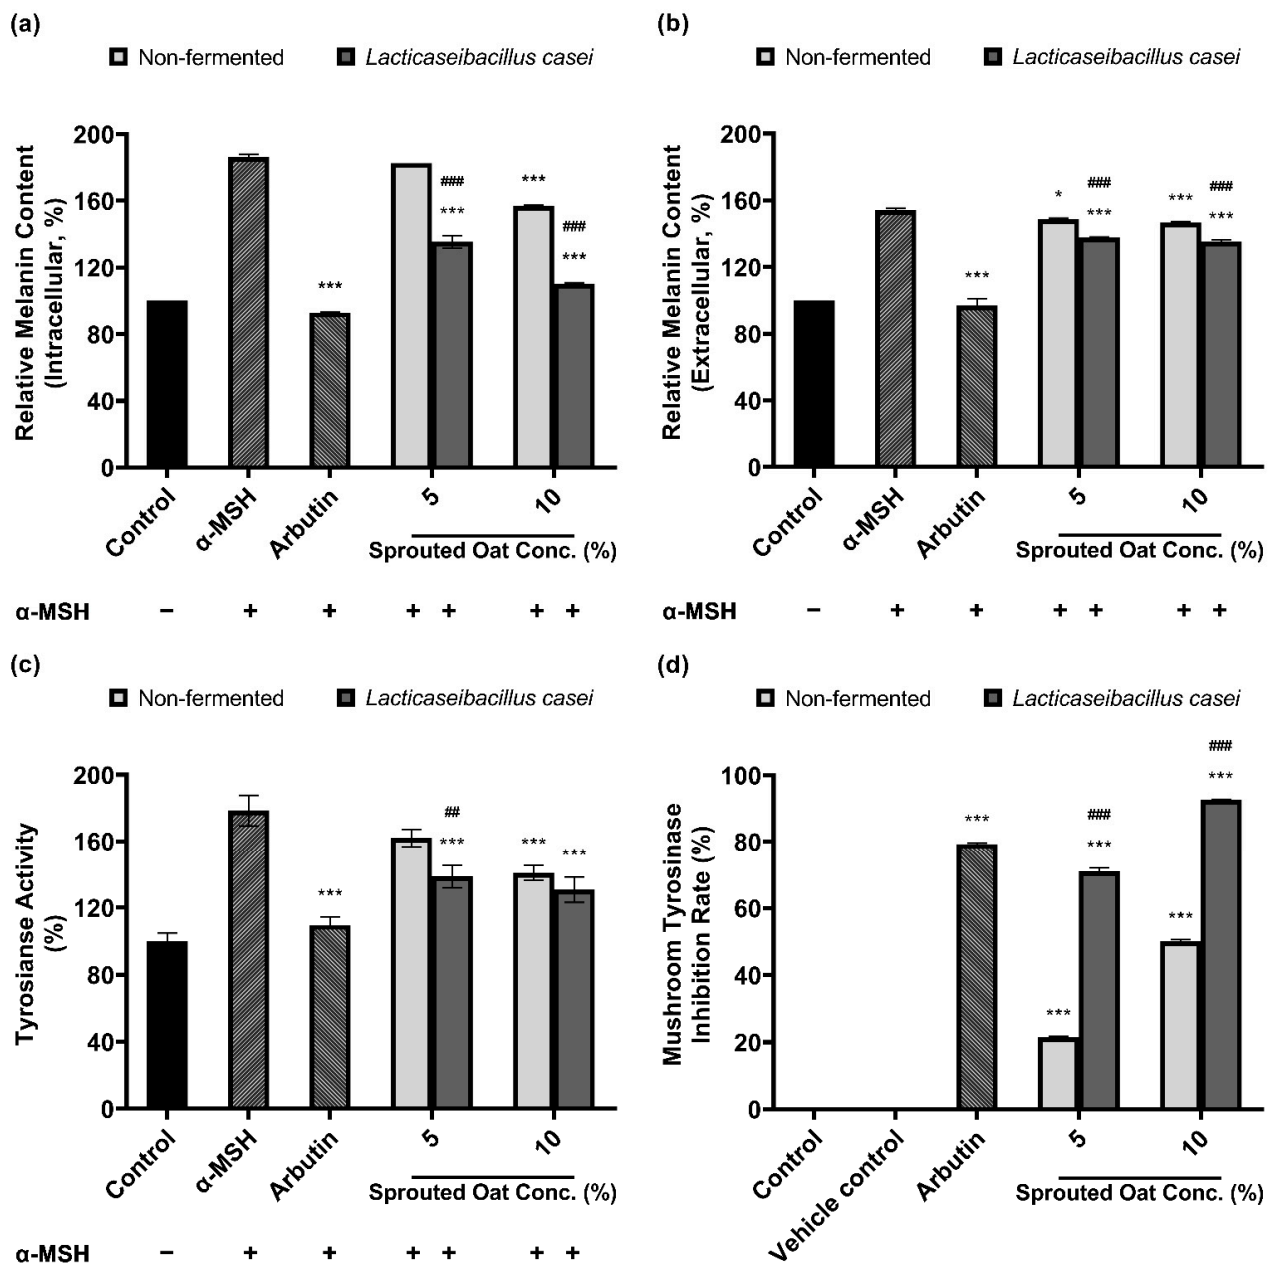 (a)
Non-fermented Lacticaseibacillus casei
Relative Melanin Content
(Intracellular, %)
200
160
120
80
40
0
###
***
***
***
###
***
Control α-MSH Arbutin 5 10
Sprouted Oat Conc. (%)
α-MSH − + + + + + +
(b)
Non-fermented Lacticaseibacillus casei
Relative Melanin Content
(Extracellular, %)
200
160
120
80
40
0
***
*
###
***
***
###
***
Control α-MSH Arbutin 5 10
Sprouted Oat Conc. (%)
α-MSH − + + + + + +
(c)
Non-fermented Lacticaseibacillus casei
Tyrosianse Activity
(%)
200
160
120
80
40
0
***
##
***
***
***
Control α-MSH Arbutin 5 10
Sprouted Oat Conc. (%)
α-MSH − + + + + + +
(d)
Non-fermented Lacticaseibacillus casei
Mushroom Tyrosinase
Inhibition Rate (%)
100
80
60
40
20
0
***
***
###
***
***
###
***
Control Vehicle control Arbutin 5 10
Sprouted Oat Conc. (%)